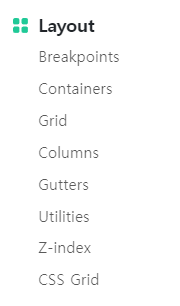 Layout
Breakpoints
Containers
Grid
Columns
Gutters
Utilities
Z-index
CSS Grid